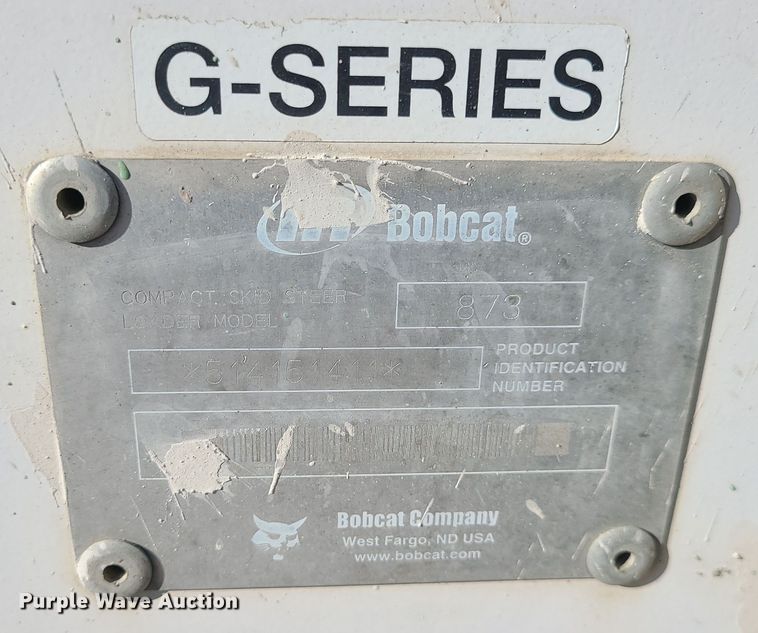 G-SERIES
Bobcat®
COMPACT SKID STEER
LOADER MODEL
873
*514151411*
PRODUCT
IDENTIFICATION
NUMBER
Bobcat Company
West Fargo, ND USA
www.bobcat.com
Purple Wave Auction